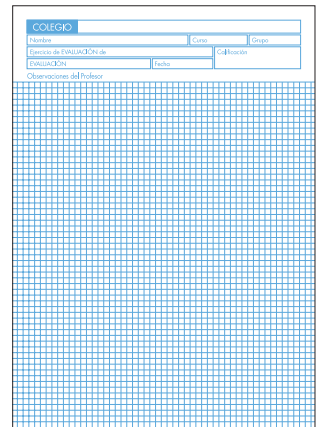 COLEGIO
Nombre Curso Grupo
Ejercicio de EVALUACIÓN de Calificación
EVALUACIÓN Fecha
Observaciones del Profesor